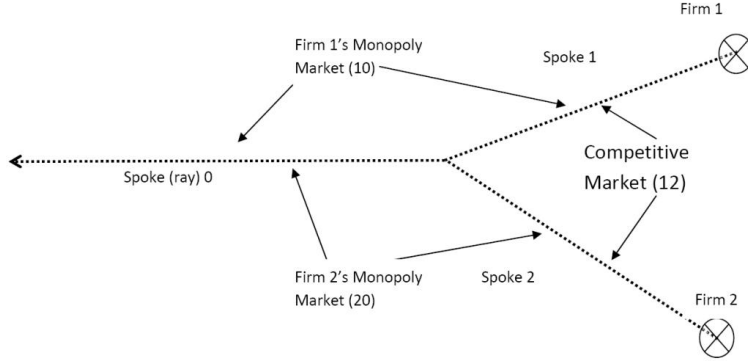 Firm 1
Firm 1's Monopoly
Market (10)
Spoke 1
Competitive
Market (12)
Spoke (ray) 0
Firm 2's Monopoly
Market (20)
Spoke 2
Firm 2